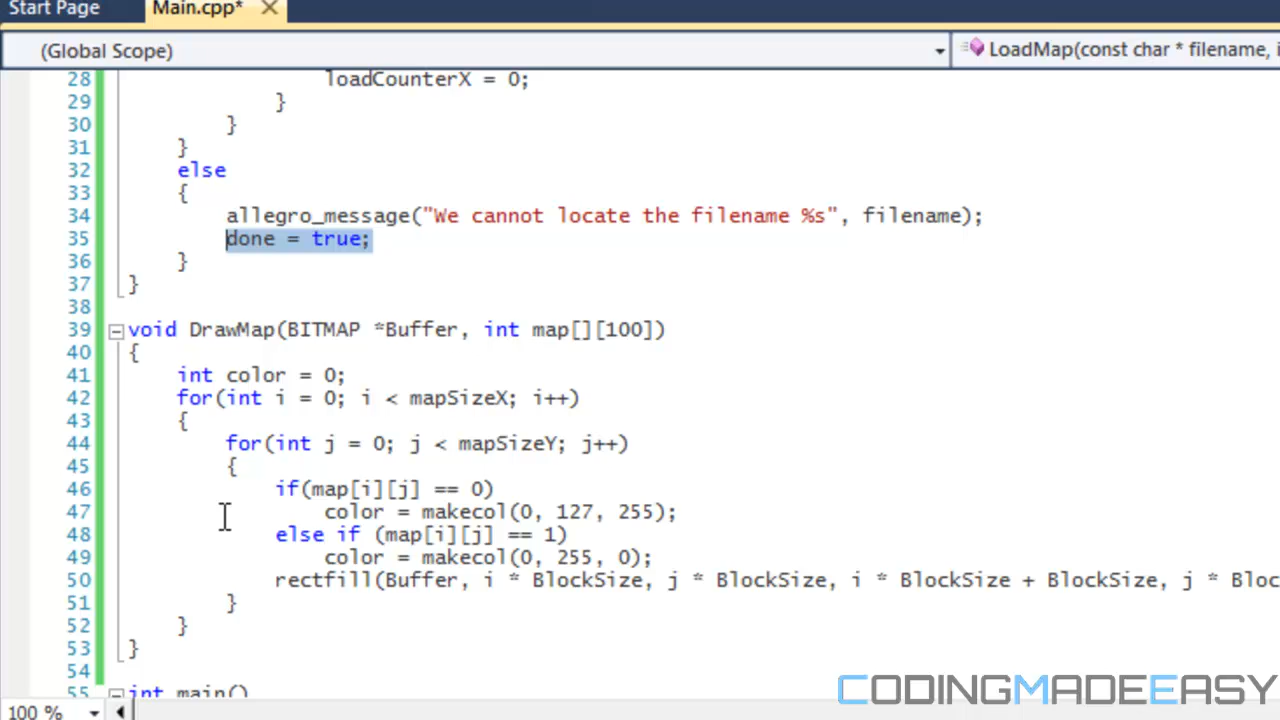 Start Page Main.cpp*
(Global Scope) LoadMap(const char * filename, i
28 loadCounterX = 0;
29 }
30 }
31 }
32 else
33 {
34 allegro_message("We cannot locate the filename %s", filename);
35 done = true;
36 }
37 }
38
39 void DrawMap(BITMAP *Buffer, int map[][100])
40 {
41 int color = 0;
42 for(int i = 0; i < mapSizeX; i++)
43 {
44 for(int j = 0; j < mapSizeY; j++)
45 {
46 if(map[i][j] == 0)
47 color = makecol(0, 127, 255);
48 else if (map[i][j] == 1)
49 color = makecol(0, 255, 0);
50 rectfill(Buffer, i * BlockSize, j * BlockSize, i * BlockSize + BlockSize, j * Bloc
51 }
52 }
53 }
54
55 int main()
CODINGMADEEASY
100 %